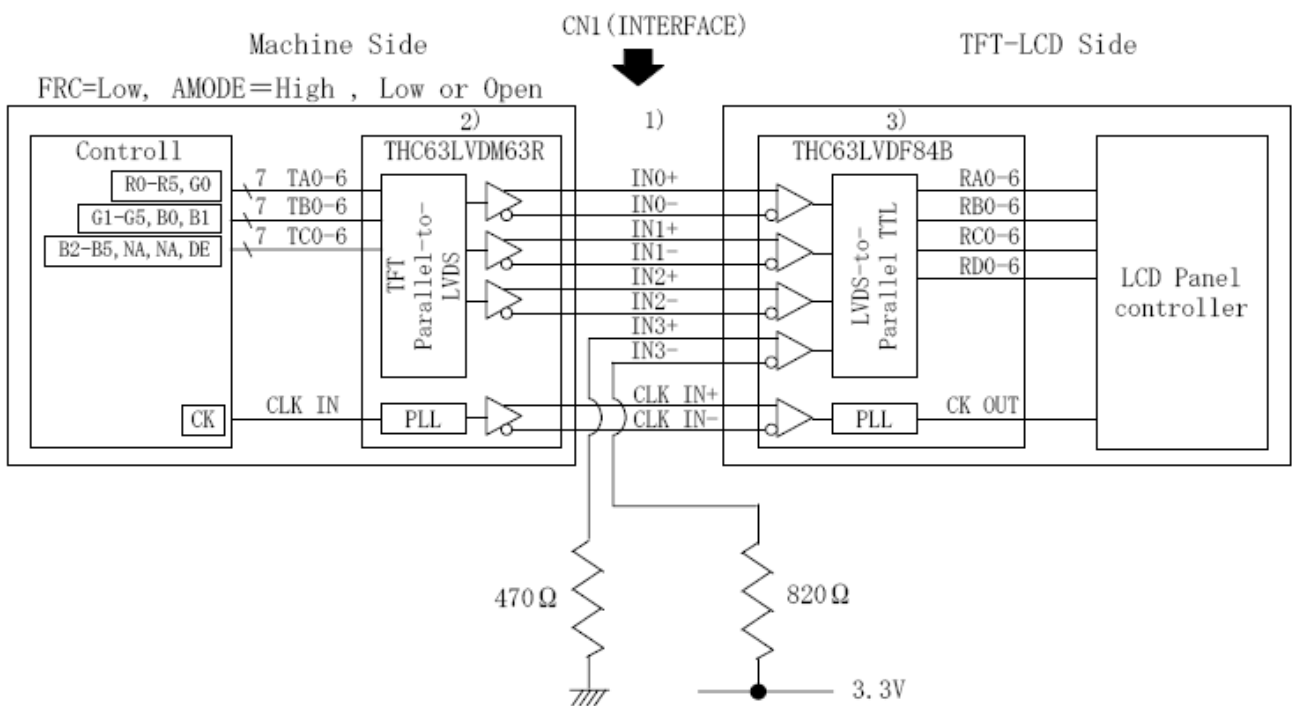 CN1(INTERFACE)
Machine Side
TFT-LCD Side
FRC=Low, AMODE=High , Low or Open
2)
1)
3)
Controll
THC63LVDM63R
THC63LVDF84B
R0-R5,G0
7 TA0-6
IN0+
RA0-6
G1-G5,B0,B1
7 TB0-6
IN0-
RB0-6
B2-B5,NA,NA,DE
7 TC0-6
IN1+
RC0-6
IN1-
RD0-6
IN2+
IN2-
IN3+
IN3-
TFT
Parallel-to-
LVDS
LVDS-to-
Parallel TTL
LCD Panel
controller
CK
CLK IN
PLL
CLK IN+
CLK IN-
PLL
CK OUT
470Ω
820Ω
3.3V